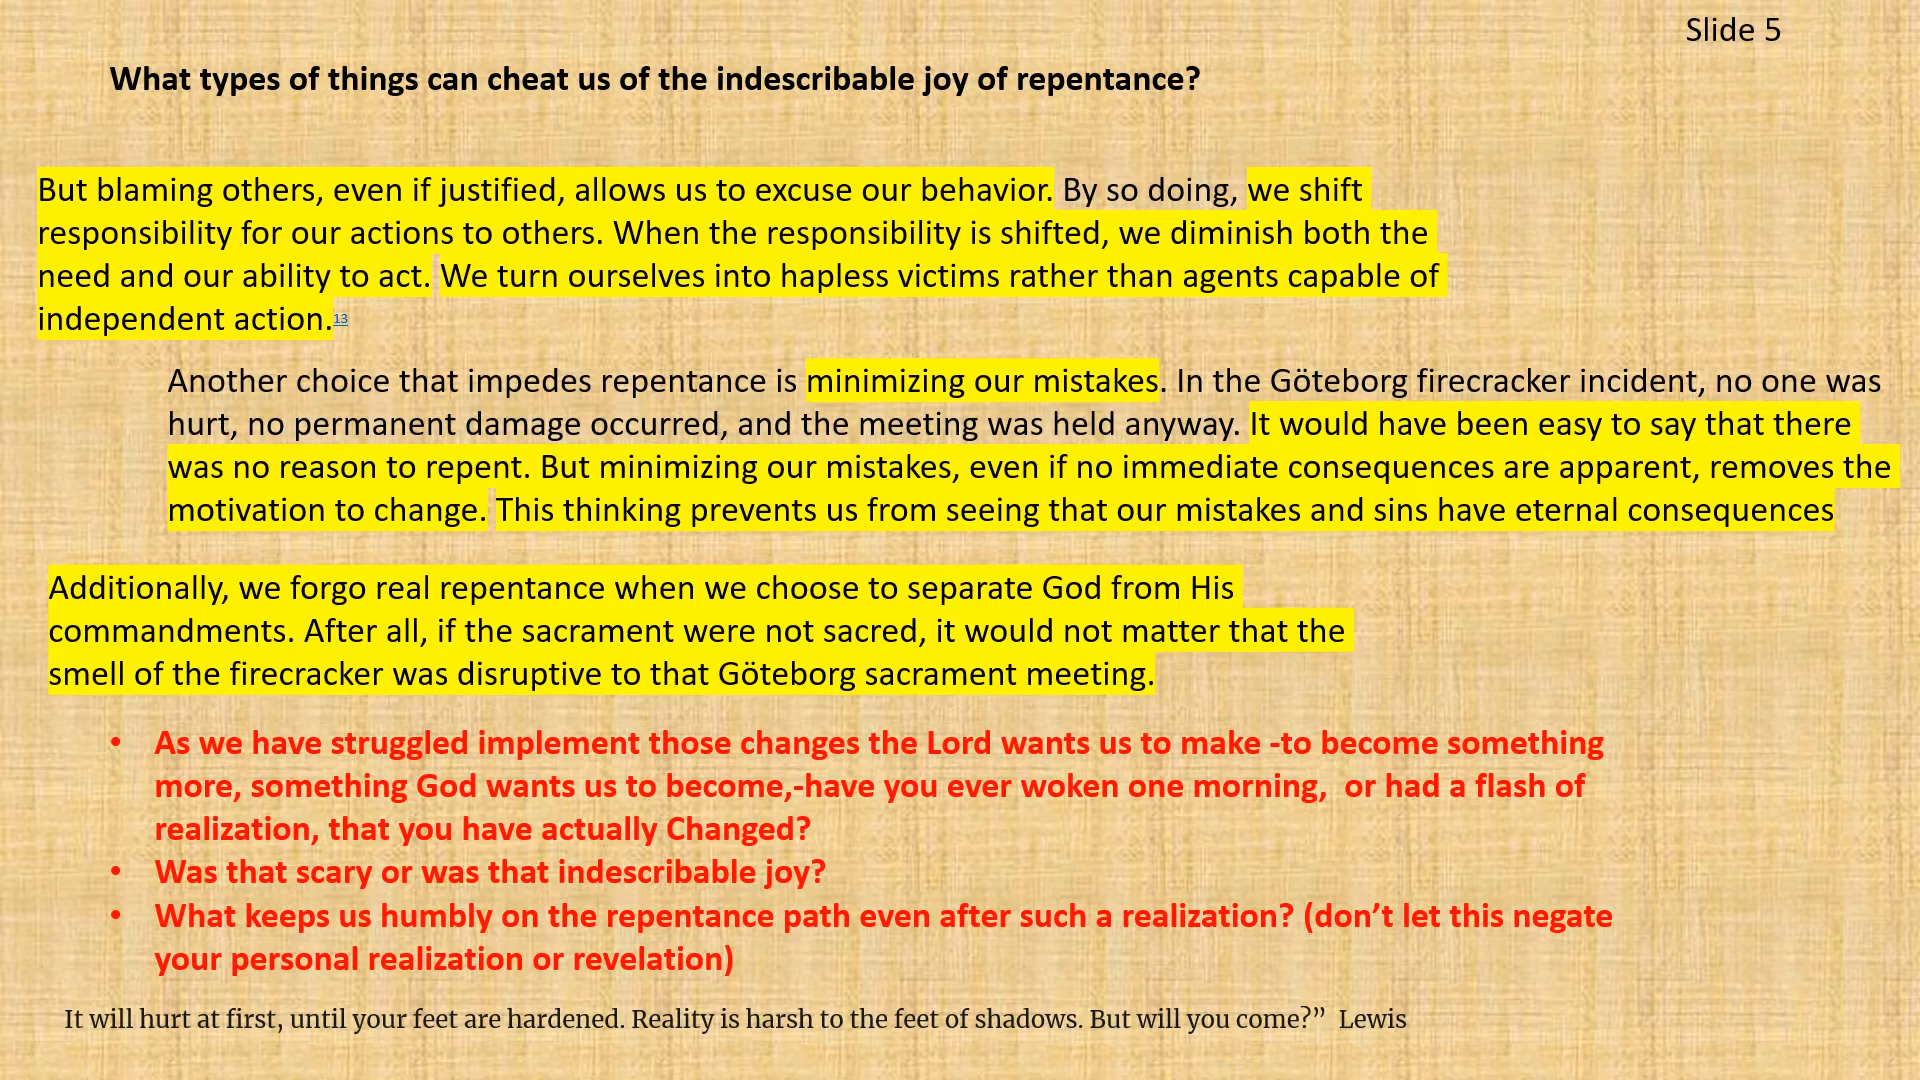 Slide 5
What types of things can cheat us of the indescribable joy of repentance?
But blaming others, even if justified, allows us to excuse our behavior. By so doing, we shift
responsibility for our actions to others. When the responsibility is shifted, we diminish both the
need and our ability to act. We turn ourselves into hapless victims rather than agents capable of
independent action.13
Another choice that impedes repentance is minimizing our mistakes. In the Göteborg firecracker incident, no one was
hurt, no permanent damage occurred, and the meeting was held anyway. It would have been easy to say that there
was no reason to repent. But minimizing our mistakes, even if no immediate consequences are apparent, removes the
motivation to change. This thinking prevents us from seeing that our mistakes and sins have eternal consequences
Additionally, we forgo real repentance when we choose to separate God from His
commandments. After all, if the sacrament were not sacred, it would not matter that the
smell of the firecracker was disruptive to that Göteborg sacrament meeting.
• As we have struggled implement those changes the Lord wants us to make -to become something
more, something God wants us to become,-have you ever woken one morning,  or had a flash of
realization, that you have actually Changed?
• Was that scary or was that indescribable joy?
• What keeps us humbly on the repentance path even after such a realization? (don’t let this negate
your personal realization or revelation)
It will hurt at first, until your feet are hardened. Reality is harsh to the feet of shadows. But will you come?”  Lewis